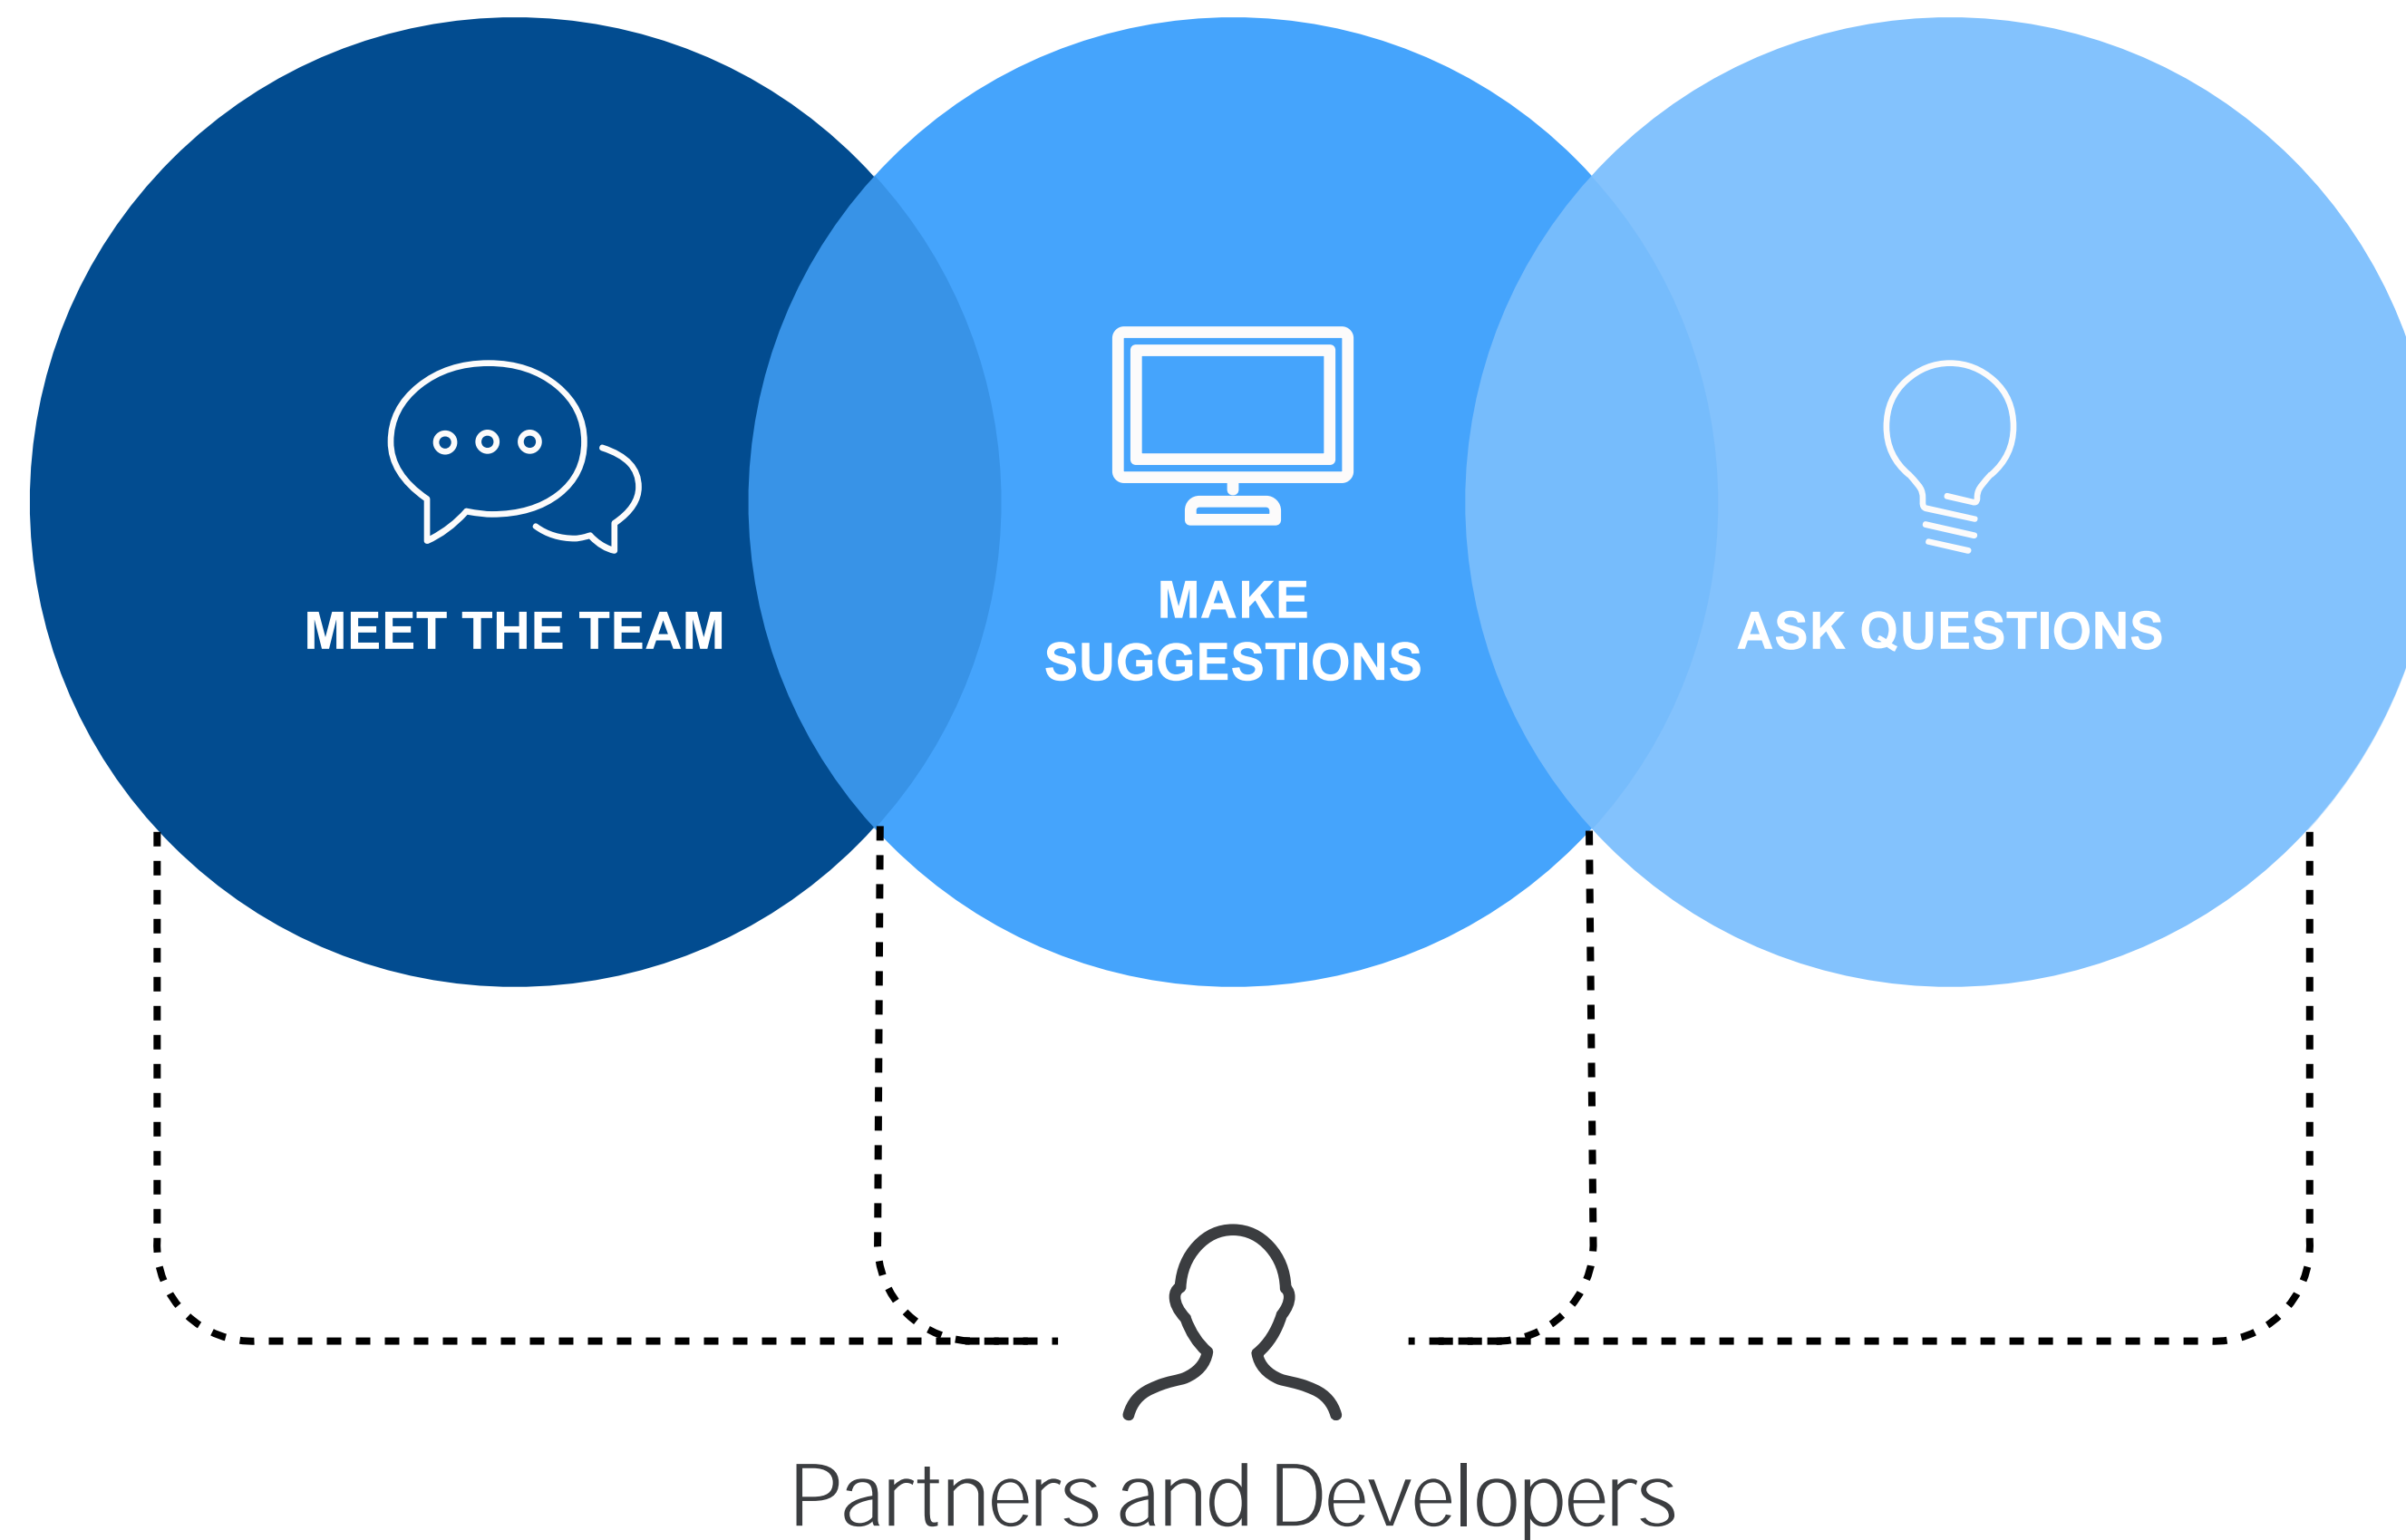 MEET THE TEAM
MAKE
SUGGESTIONS
ASK QUESTIONS
Partners and Developers